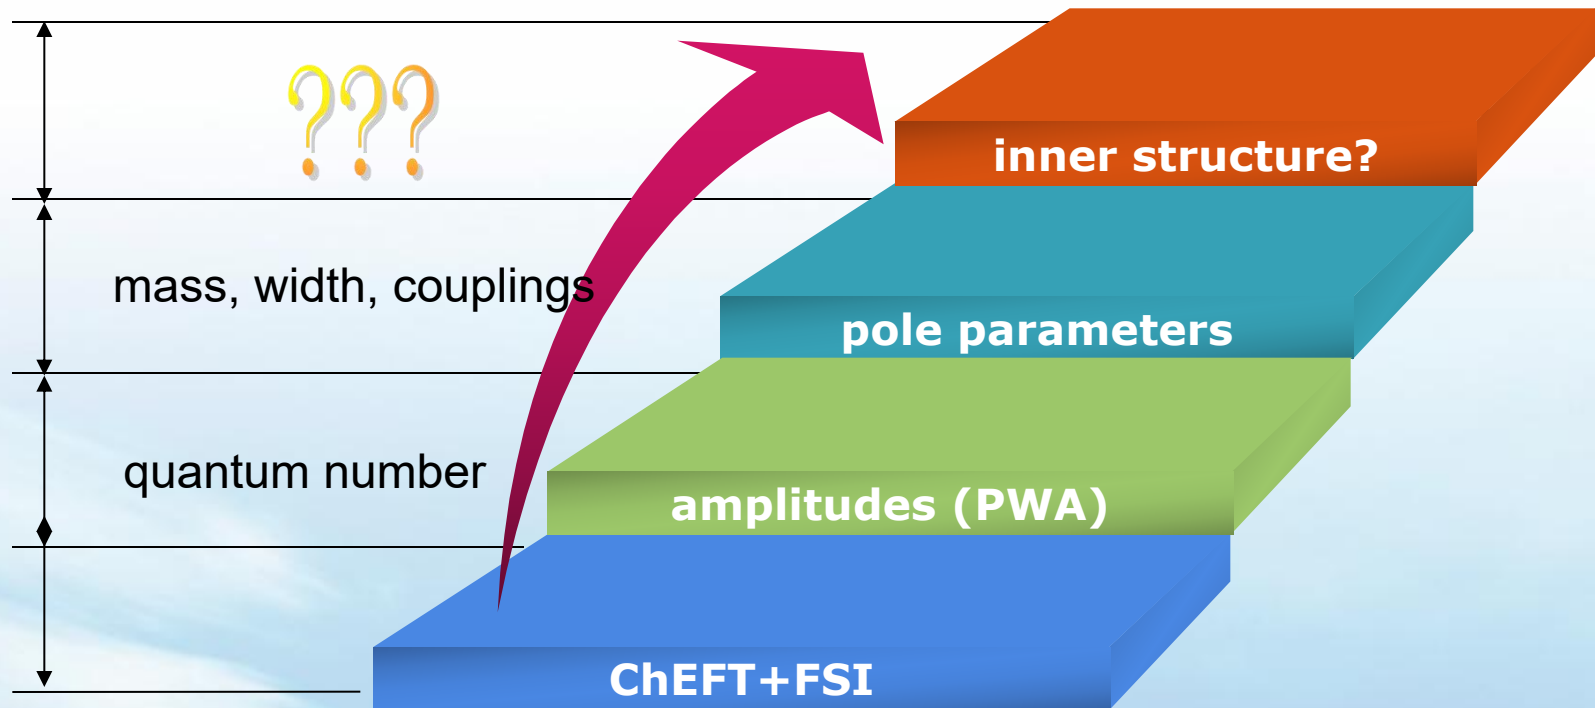 ???
inner structure?
mass, width, couplings
pole parameters
quantum number
amplitudes (PWA)
ChEFT+FSI